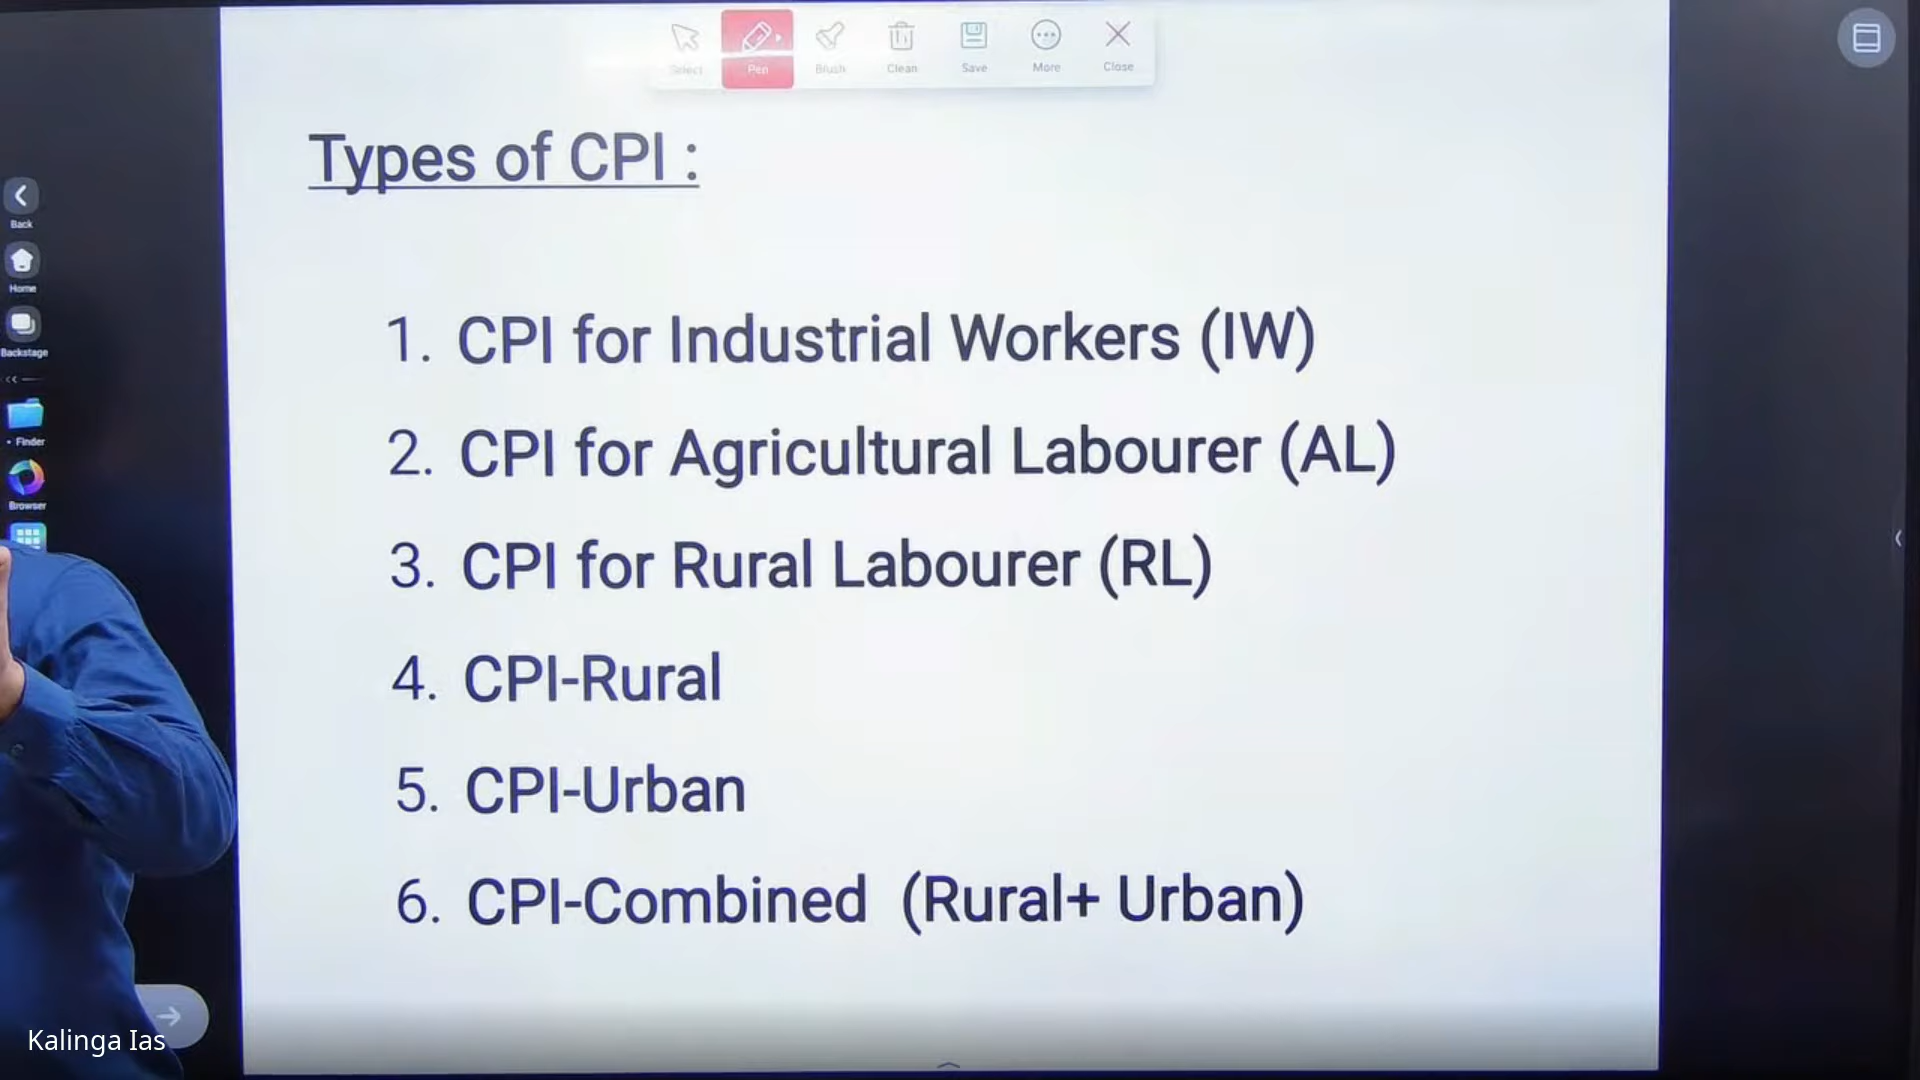 Select
Pen
Brush
Clean
Save
More
Close
Types of CPI :
Back
Home
Backstage
Finder
Browser
1. CPI for Industrial Workers (IW)
2. CPI for Agricultural Labourer (AL)
3. CPI for Rural Labourer (RL)
4. CPI-Rural
5. CPI-Urban
6. CPI-Combined (Rural+ Urban)
Kalinga Ias